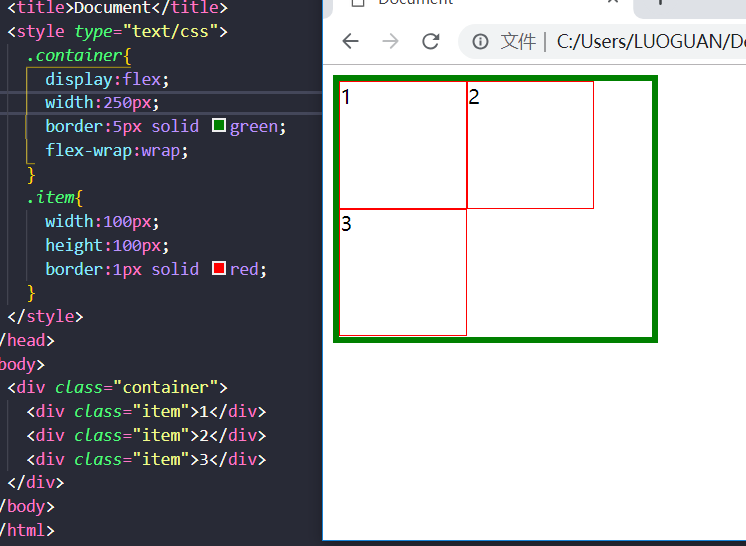 <title>Document</title>
<style type="text/css">
.container{
display:flex;
width:250px;
border:5px solid green;
flex-wrap:wrap;
}
.item{
width:100px;
height:100px;
border:1px solid red;
}
</style>
/head>
body>
<div class="container">
<div class="item">1</div>
<div class="item">2</div>
<div class="item">3</div>
</div>
/body>
/html>
Document
文件 | C:/Users/LUOGUAN/De
1
2
3